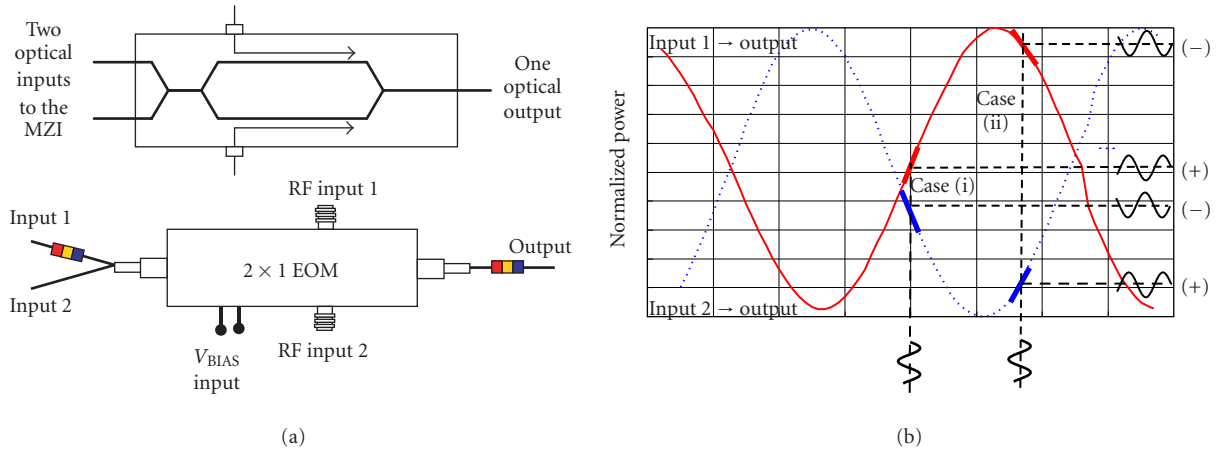 Two
optical
inputs
to the
MZI
One
optical
output
Input 1
Input 2
RF input 1
2 × 1 EOM
Output
RF input 2
V_BIAS
input
(a)
Normalized power
Input 1 → output
Case
(ii)
Case (i)
Input 2 → output
(−)
(+)
(−)
(+)
(b)